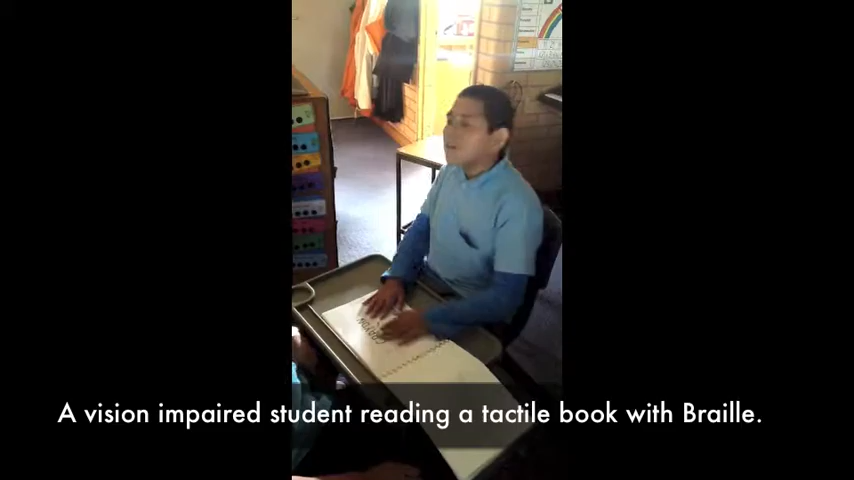 A vision impaired student reading a tactile book with Braille.